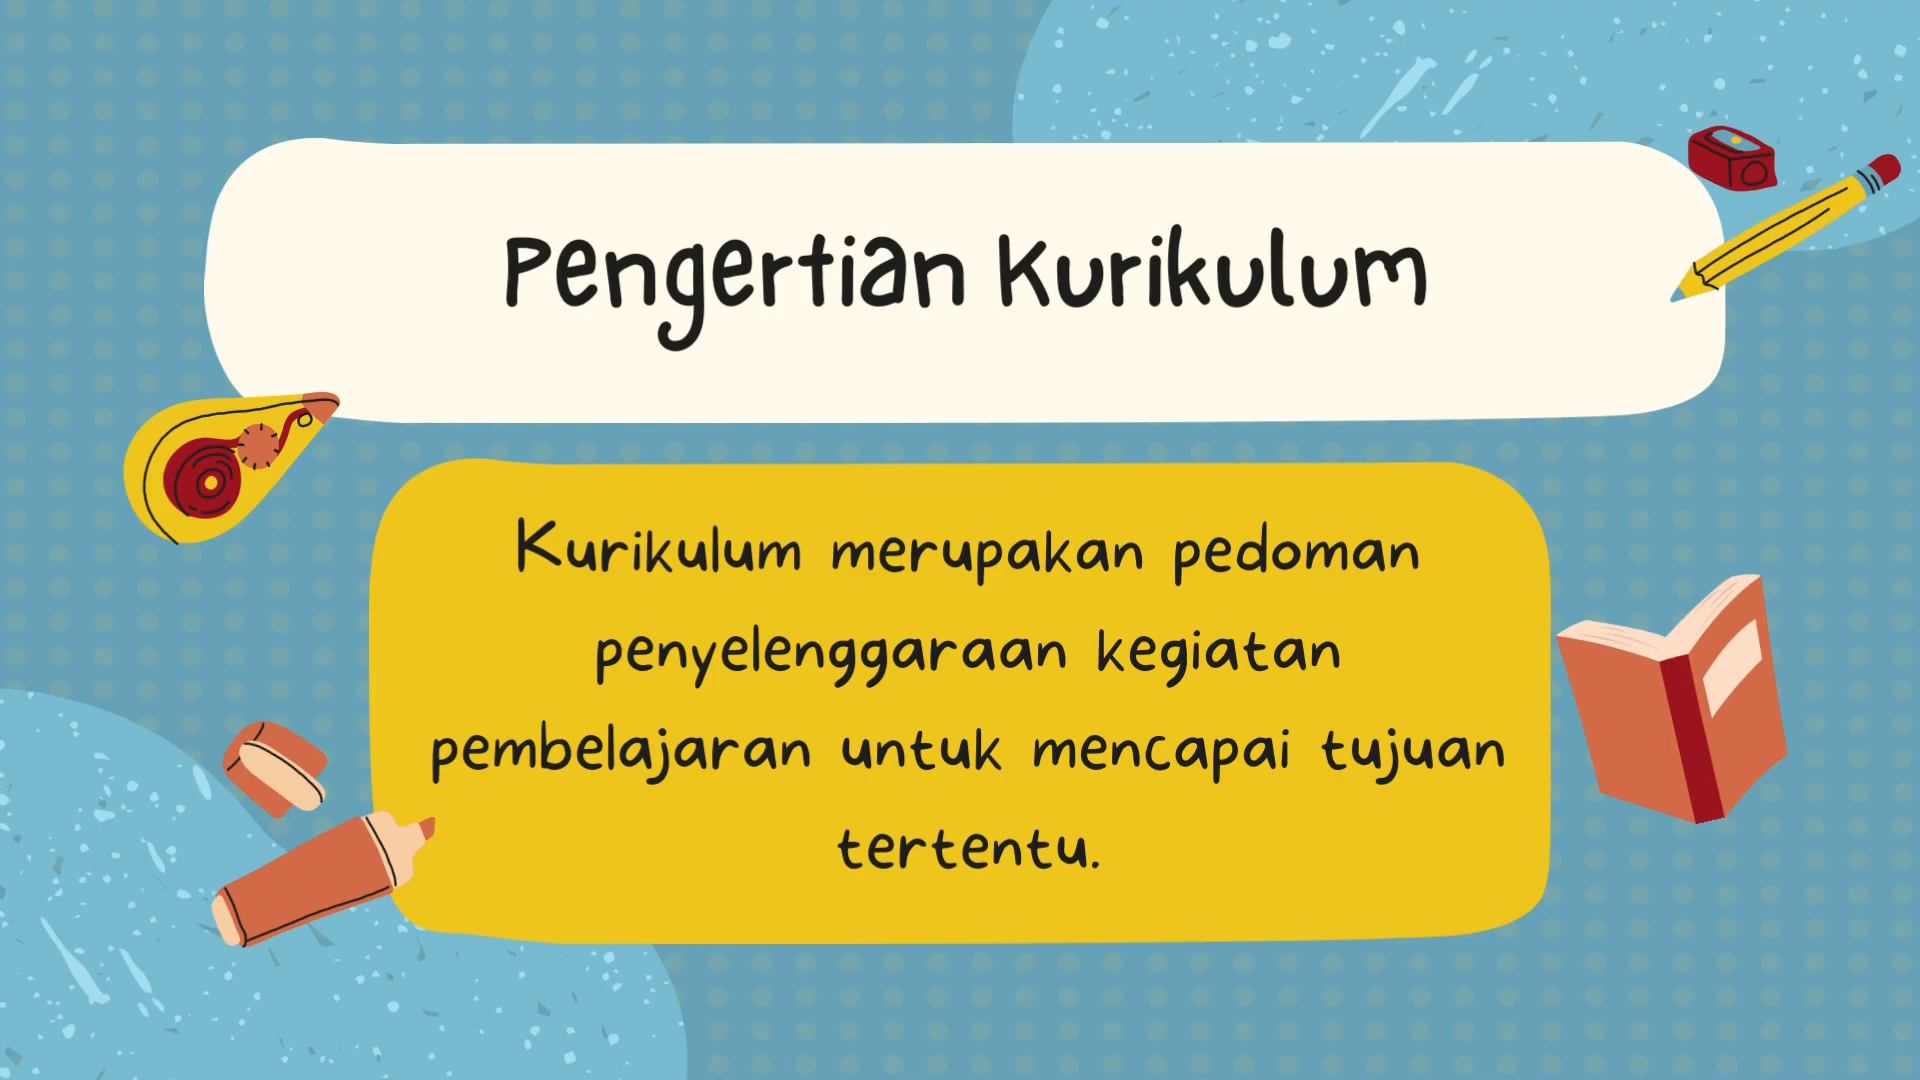 Pengertian Kurikulum
Kurikulum merupakan pedoman
penyelenggaraan kegiatan
pembelajaran untuk mencapai tujuan
tertentu.